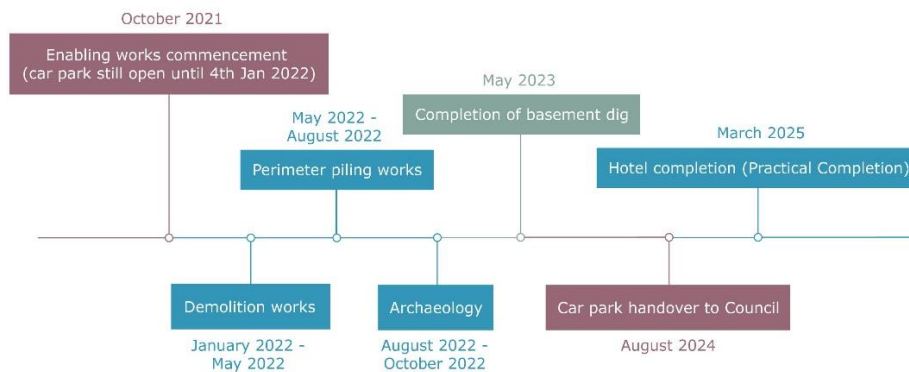 October 2021
Enabling works commencement
(car park still open until 4th Jan 2022)
January 2022 -
May 2022
Demolition works
May 2022 -
August 2022
Perimeter piling works
Archaeology
August 2022 -
October 2022
May 2023
Completion of basement dig
Car park handover to Council
August 2024
March 2025
Hotel completion (Practical Completion)